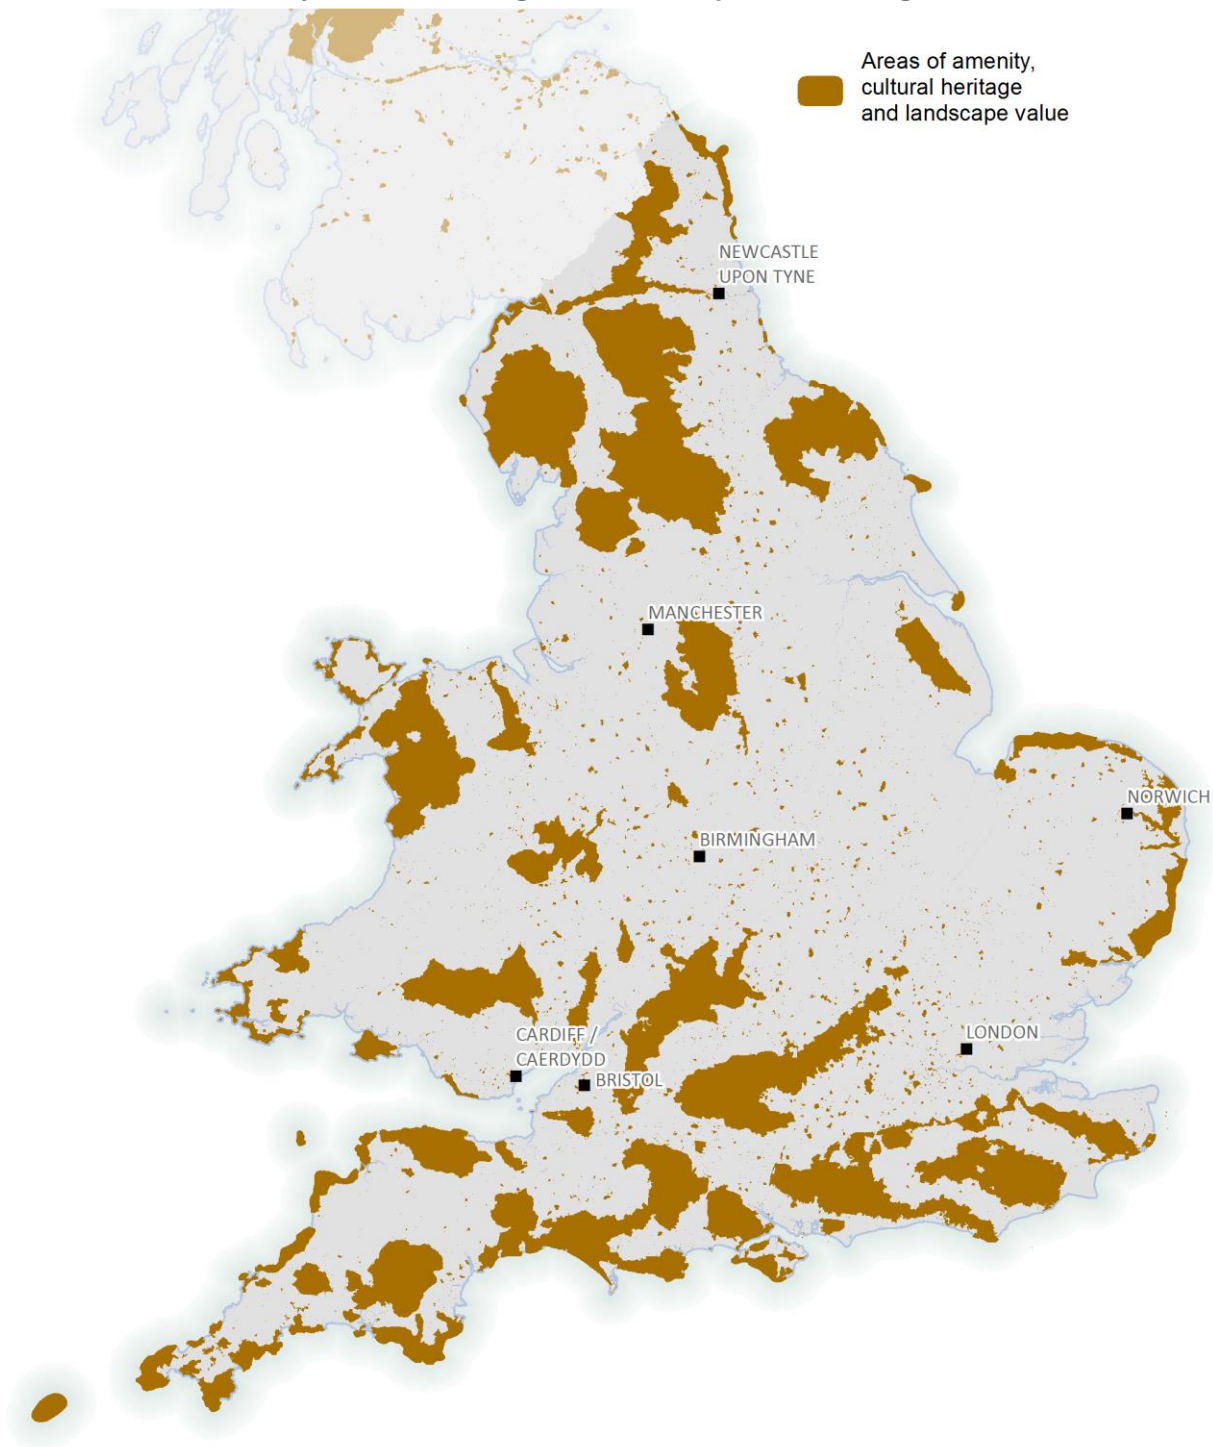 Areas of amenity,
cultural heritage
and landscape value
NEWCASTLE
UPON TYNE
MANCHESTER
NORWICH
BIRMINGHAM
CARDIFF /
CAERDYDD
LONDON
BRISTOL